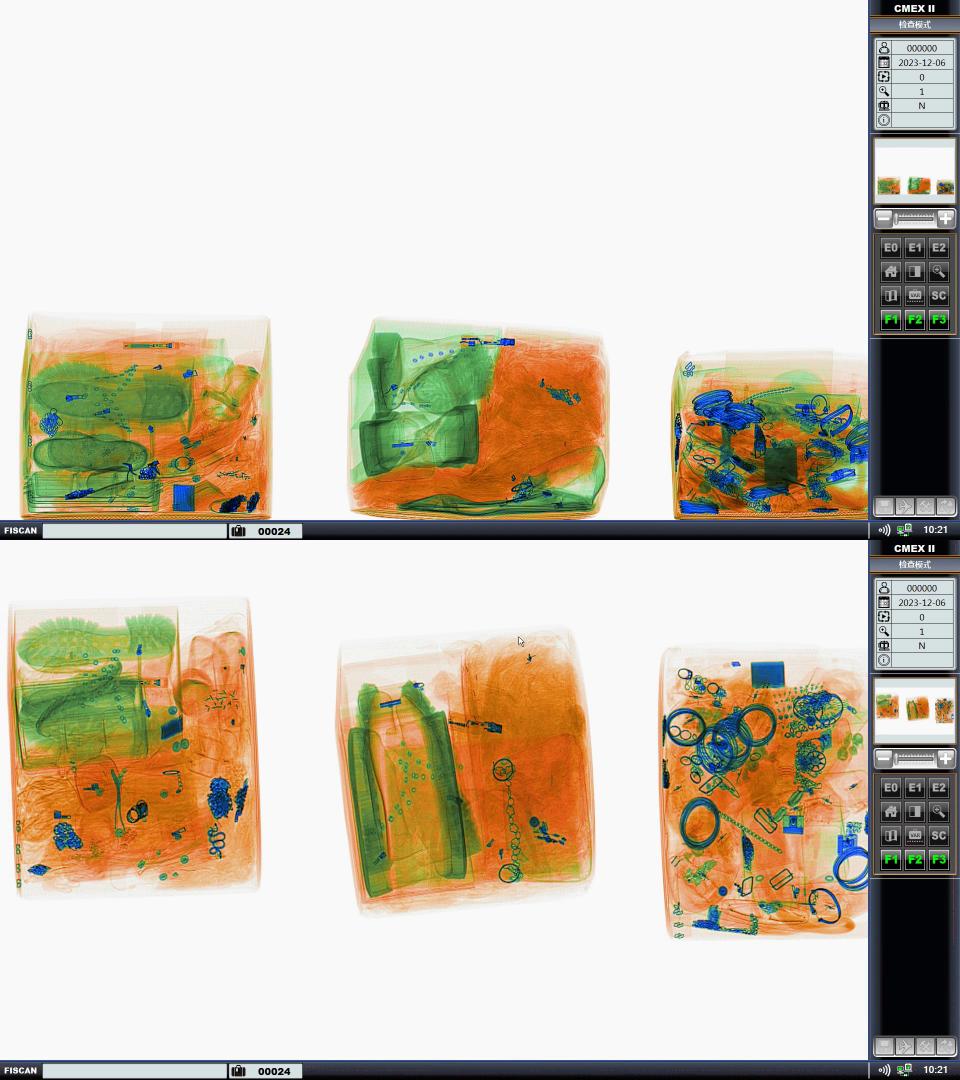 CMEX II
检查模式
000000
2023-12-06
0
1
N
E0 E1 E2
VAR SC
F1 F2 F3
FISCAN 00024 10:21
CMEX II
检查模式
000000
2023-12-06
0
1
N
E0 E1 E2
VAR SC
F1 F2 F3
FISCAN 00024 10:21